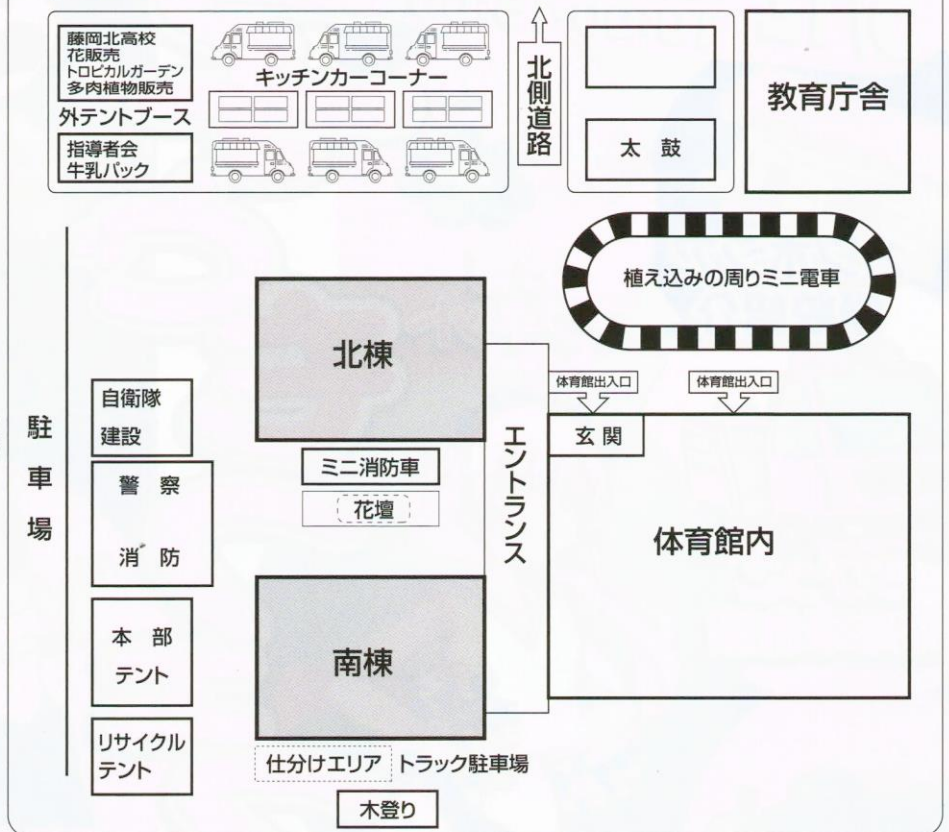 藤岡北高校
花販売
トロピカルガーデン
多肉植物販売
外テントブース
指導者会
牛乳パック
キッチンカーコーナー
北側道路
太鼓
教育庁舎
植え込みの周りミニ電車
駐車場
自衛隊
建設
警察
消防
本部
テント
リサイクル
テント
北棟
ミニ消防車
花壇
南棟
エントランス
体育館出入口
体育館出入口
玄関
体育館内
仕分けエリア
トラック駐車場
木登り